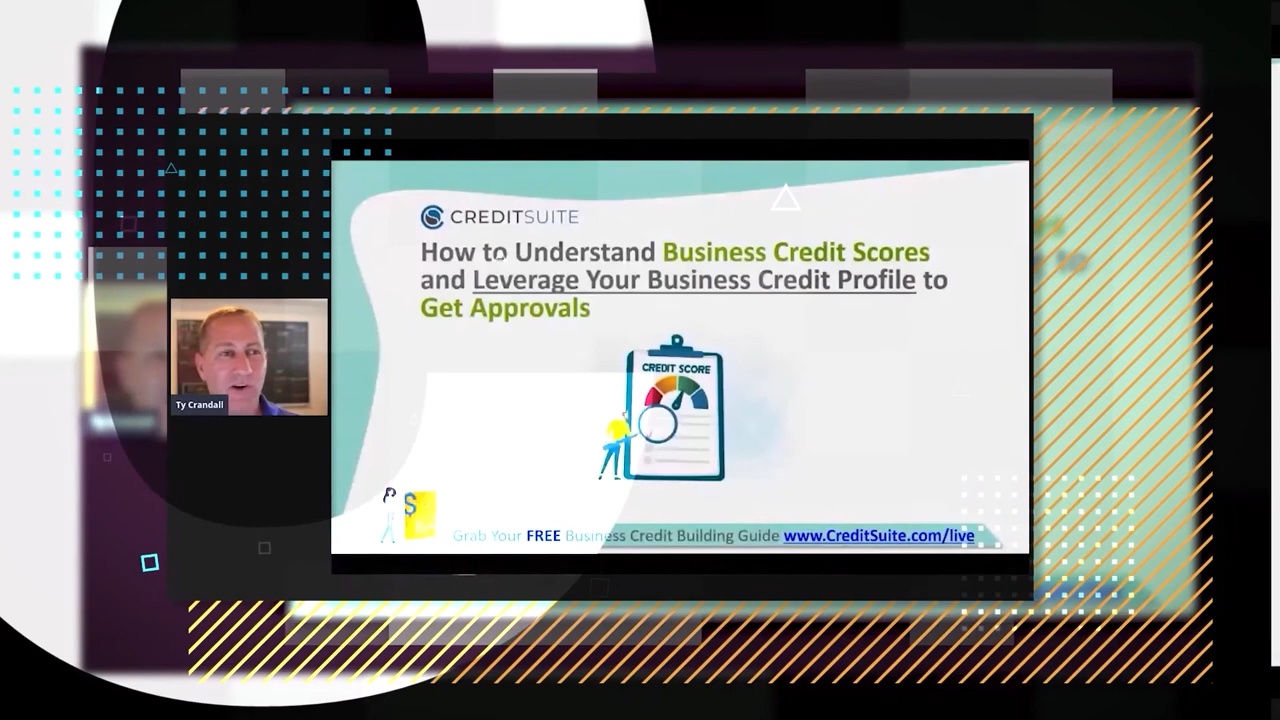 CREDITSUITE
How to Understand Business Credit Scores
and Leverage Your Business Credit Profile to
Get Approvals
CREDIT SCORE
Ty Crandall
$
Grab Your FREE Business Credit Building Guide www.CreditSuite.com/live